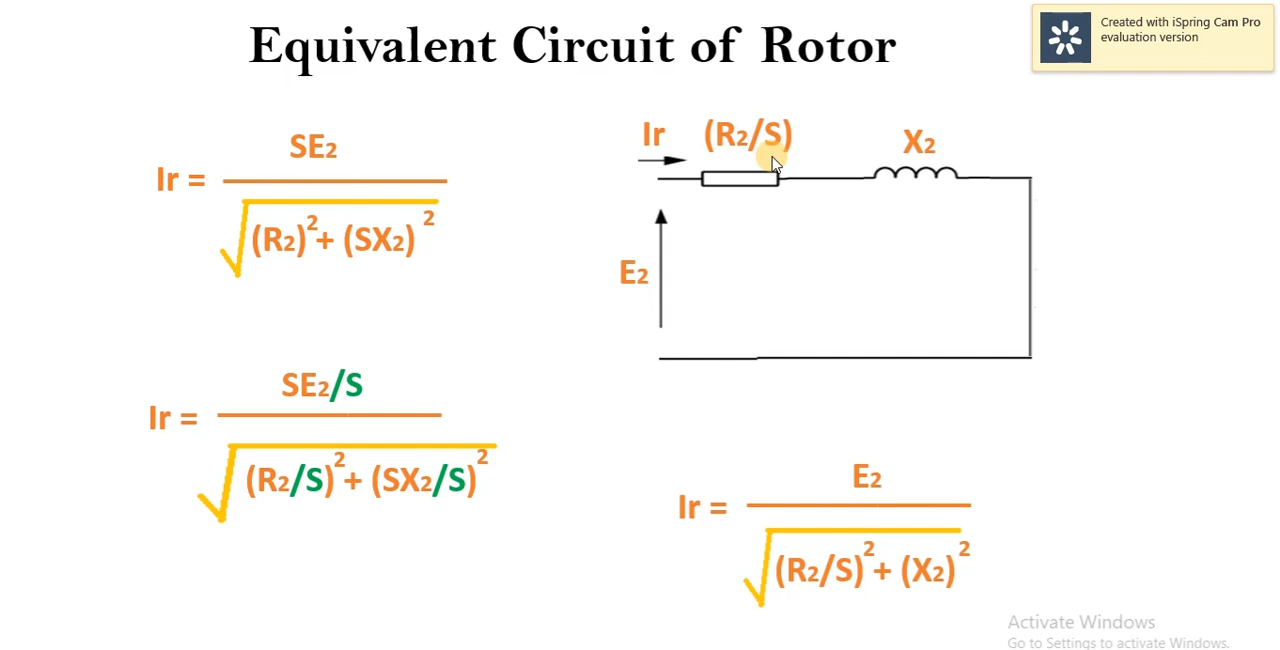 Equivalent Circuit of Rotor
Created with iSpring Cam Pro
evaluation version
Ir = SE2
√(R2)2+ (SX2)2
Ir (R2/S) X2
E2
Ir = SE2/S
√(R2/S)2+ (SX2/S)2
Ir = E2
√(R2/S)2+ (X2)2
Activate Windows
Go to Settings to activate Windows.